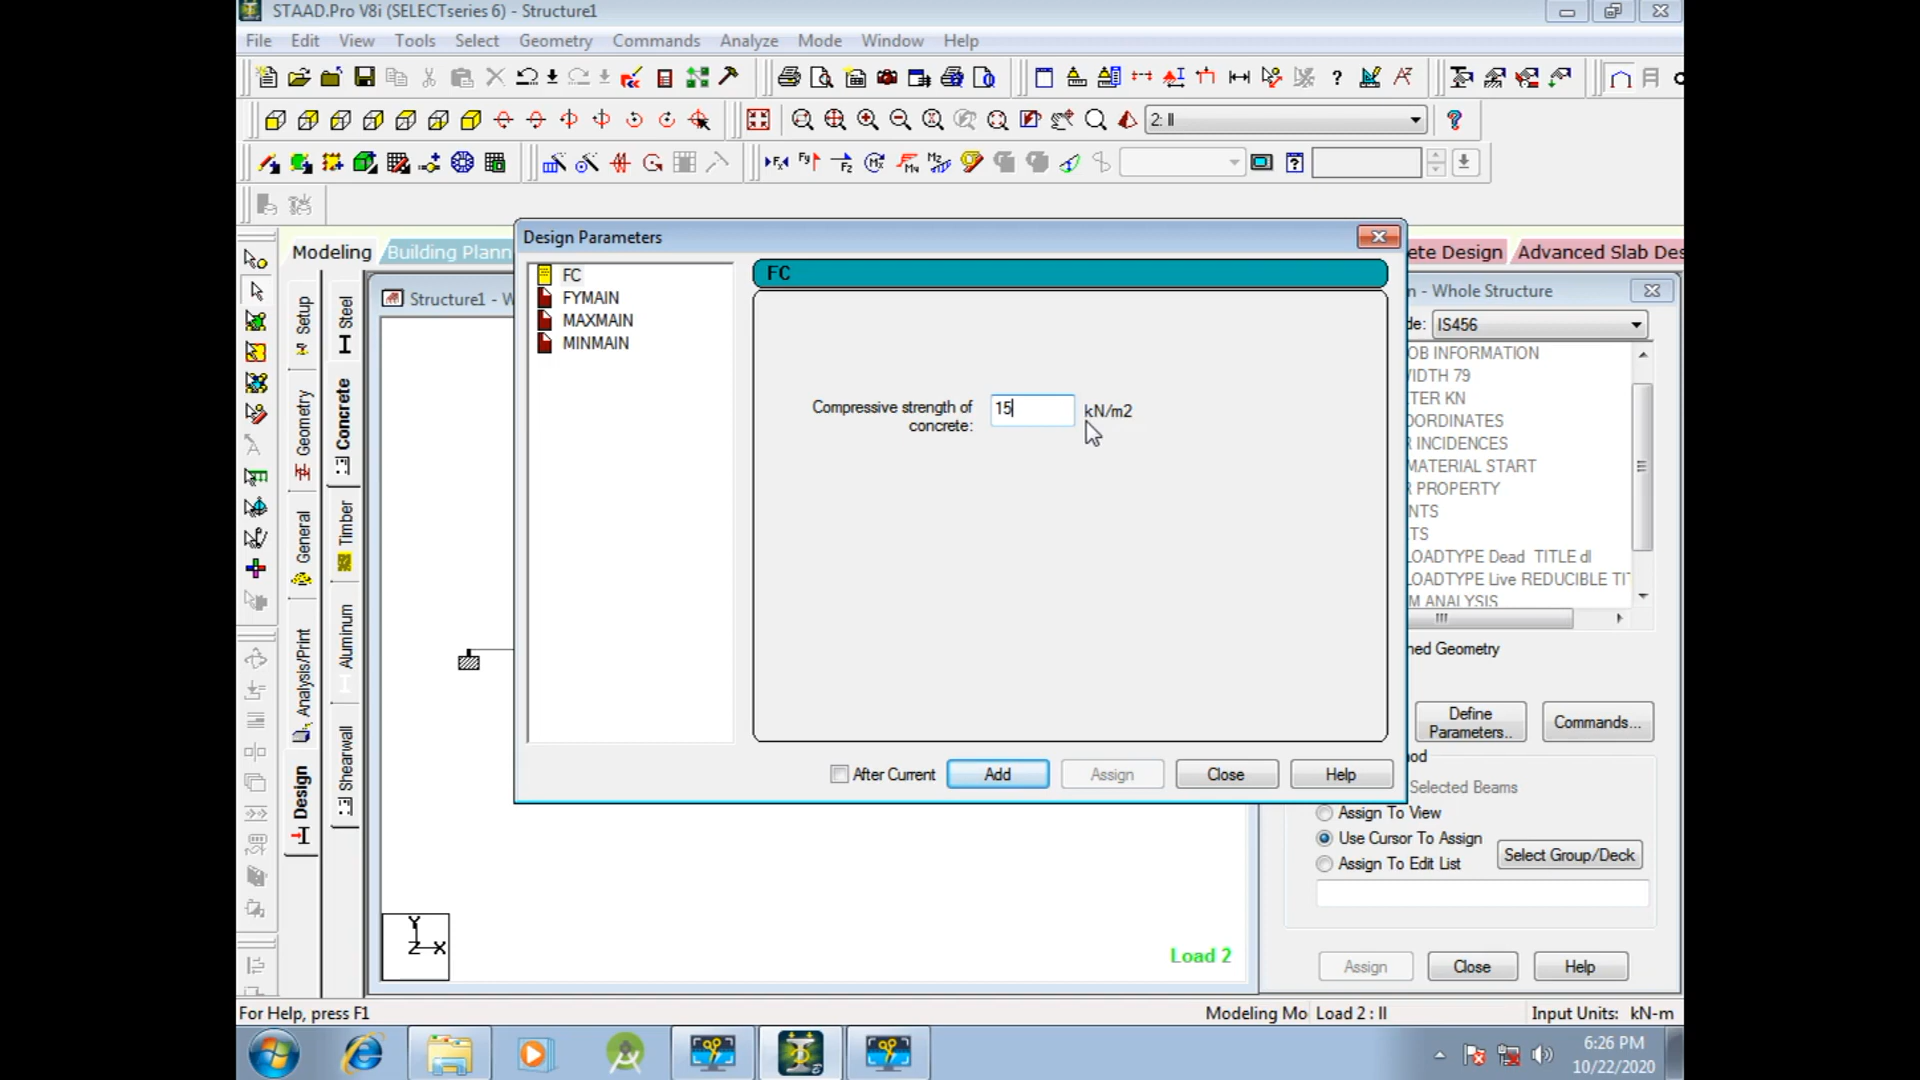 STAAD.Pro V8i (SELECTseries 6) - Structure1
File Edit View Tools Select Geometry Commands Analyze Mode Window Help
2: ll
Modeling Building Plann
ete Design Advanced Slab Des
Design Parameters
Structure1 - W
n - Whole Structure
FC
FYMAIN
MAXMAIN
MINMAIN
FC
Compressive strength of
concrete:
15
kN/m2
After Current Add Assign Close Help
Setup
Geometry
General
Analysis/Print
Design
Steel
Concrete
Timber
Aluminum
Shearwall
de: IS456
OB INFORMATION
IDTH 79
TER KN
COORDINATES
R INCIDENCES
MATERIAL START
R PROPERTY
NTS
TS
LOADTYPE Dead TITLE dl
LOADTYPE Live REDUCIBLE TI
M ANALYSIS
ned Geometry
Define
Parameters..
Commands...
od
Selected Beams
Assign To View
Use Cursor To Assign
Assign To Edit List
Select Group/Deck
Assign Close Help
Y
Z X
Load 2
For Help, press F1
Modeling Mo Load 2 : ll Input Units: kN-m
6:26 PM
10/22/2020